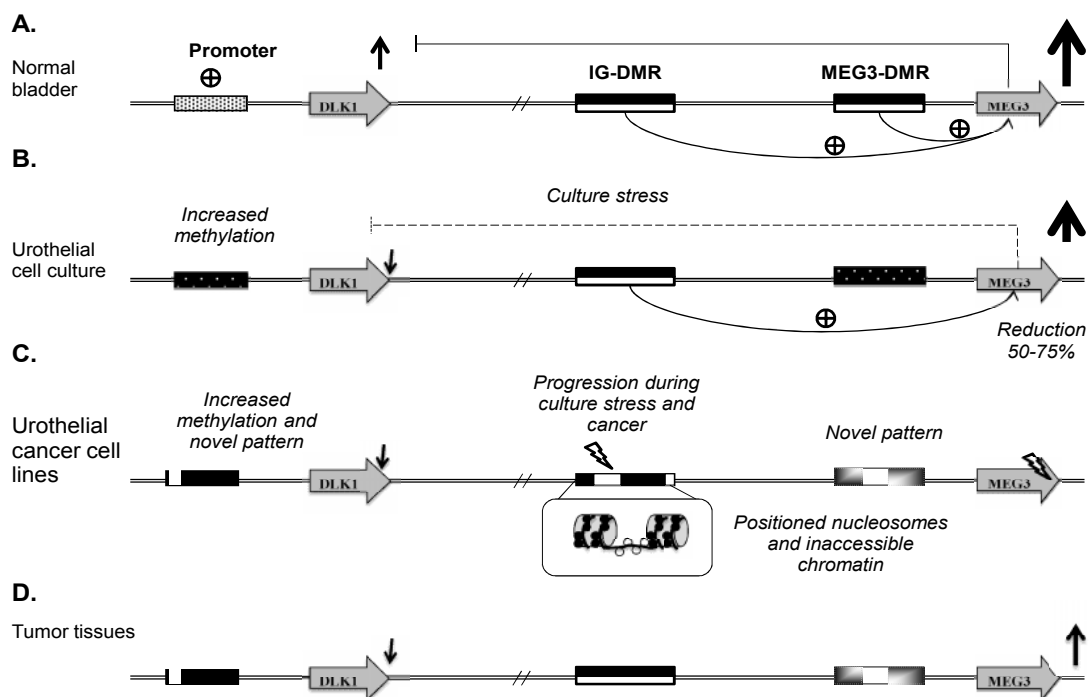 A.
Normal
bladder
Promoter
IG-DMR
MEG3-DMR
DLK1
//
MEG3
B.
Urothelial
cell culture
Increased
methylation
Culture stress
DLK1
//
MEG3
Reduction
50-75%
C.
Urothelial
cancer cell
lines
Increased
methylation and
novel pattern
Progression during
culture stress and
cancer
Novel pattern
DLK1
//
MEG3
Positioned nucleosomes
and inaccessible
chromatin
D.
Tumor tissues
DLK1
//
MEG3